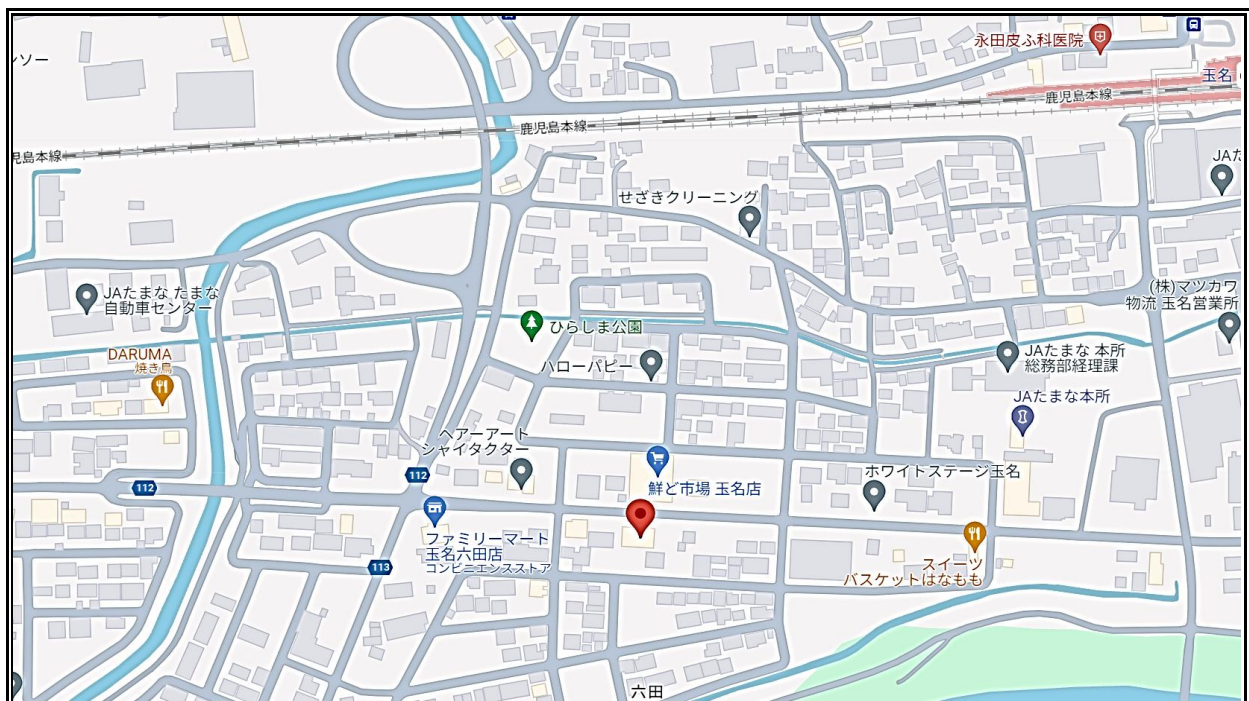 永田皮ふ科医院
ンソー
玉名
鹿児島本線
鹿児島本線
児島本線
JAた
せざきクリーニング
(株)マツカワ
物流 玉名営業所
JAたまな たまな
自動車センター
ひらしま公園
DARUMA
焼き鳥
ハローパピー
JAたまな 本所
総務部経理課
JAたまな本所
ヘアーアート
シャイタクター
112
112
鮮ど市場 玉名店
ホワイトステージ玉名
ファミリーマート
玉名六田店
コンビニエンスストア
113
スイーツ
バスケットはなもも
六田